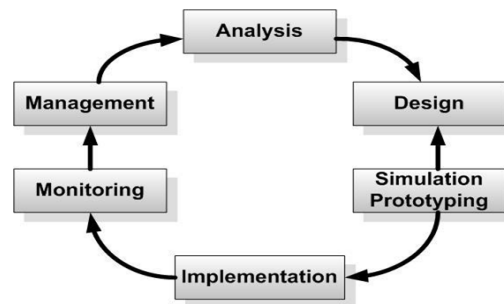 Analysis
Management
Design
Monitoring
Simulation
Prototyping
Implementation